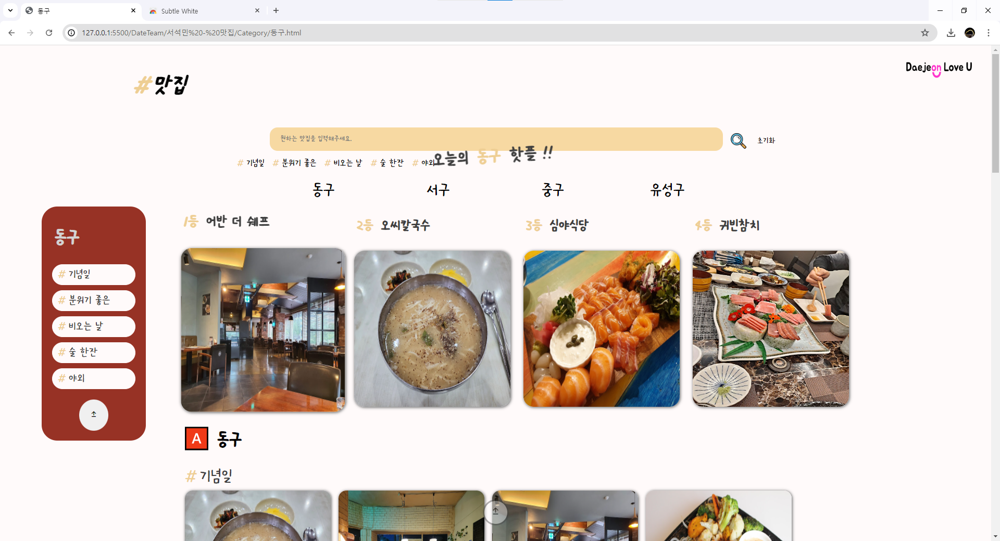 동구
Subtle White
127.0.0.1:5500/DateTeam/서석민%20-%20맛집/Category/동구.html
Daejeon Love U
#맛집
원하는 맛집을 입력해주세요.
초기화
# 기념일 # 분위기 좋은 # 비오는 날 # 술 한잔 # 야외
오늘의 동구 핫플 !!
동구 서구 중구 유성구
동구
# 기념일
# 분위기 좋은
# 비오는 날
# 술 한잔
# 야외
1등 어반 더 쉐프
2등 오씨칼국수
3등 심야식당
4등 귀빈참치
A 동구
# 기념일